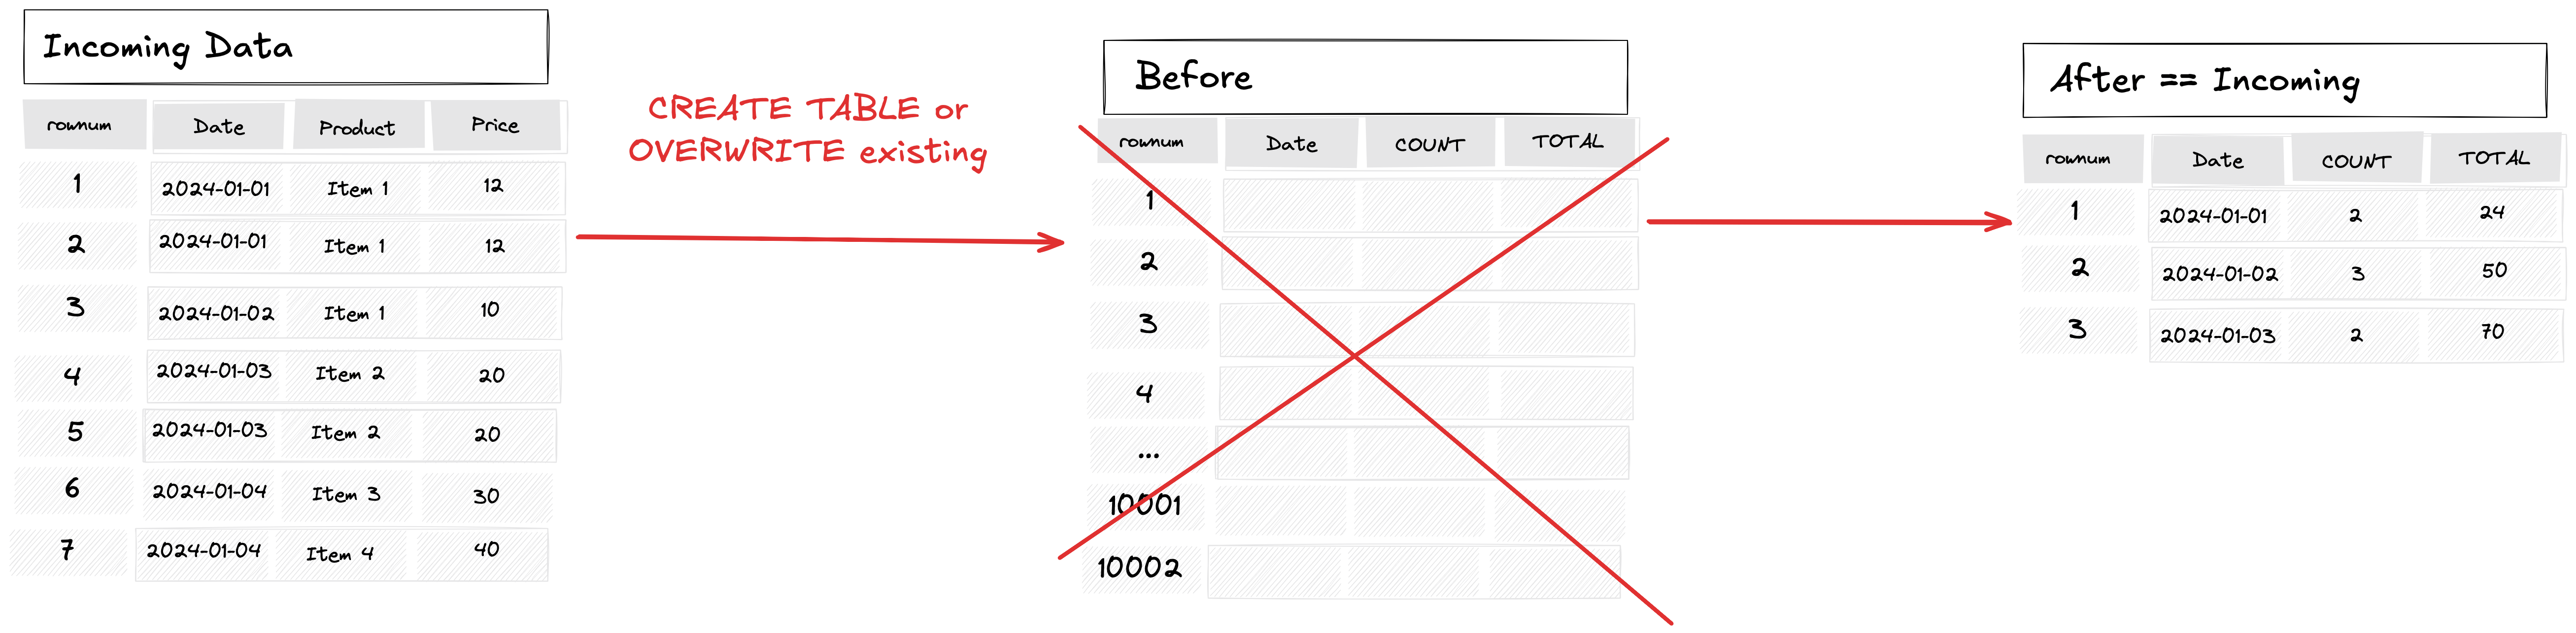 Incoming Data
rownum Date Product Price
1 2024-01-01 Item 1 12
2 2024-01-01 Item 1 12
3 2024-01-02 Item 1 10
4 2024-01-03 Item 2 20
5 2024-01-03 Item 2 20
6 2024-01-04 Item 3 30
7 2024-01-04 Item 4 40
CREATE TABLE or
OVERWRITE existing
Before
rownum Date COUNT TOTAL
1
2
3
4
...
10001
10002
After == Incoming
rownum Date COUNT TOTAL
1 2024-01-01 2 24
2 2024-01-02 3 50
3 2024-01-03 2 70